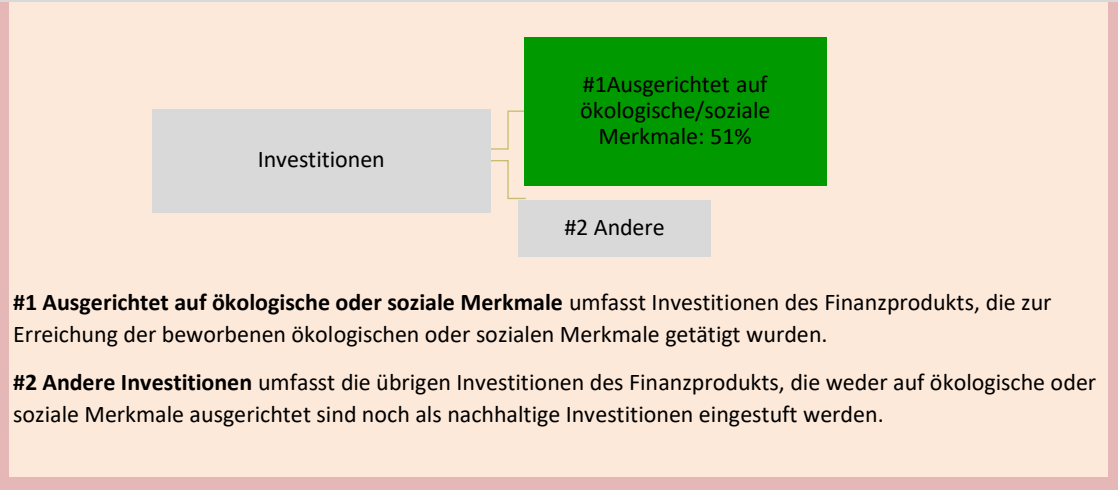 #1Ausgerichtet auf
ökologische/soziale
Merkmale: 51%
Investitionen
#2 Andere
#1 Ausgerichtet auf ökologische oder soziale Merkmale umfasst Investitionen des Finanzprodukts, die zur
Erreichung der beworbenen ökologischen oder sozialen Merkmale getätigt wurden.
#2 Andere Investitionen umfasst die übrigen Investitionen des Finanzprodukts, die weder auf ökologische oder
soziale Merkmale ausgerichtet sind noch als nachhaltige Investitionen eingestuft werden.